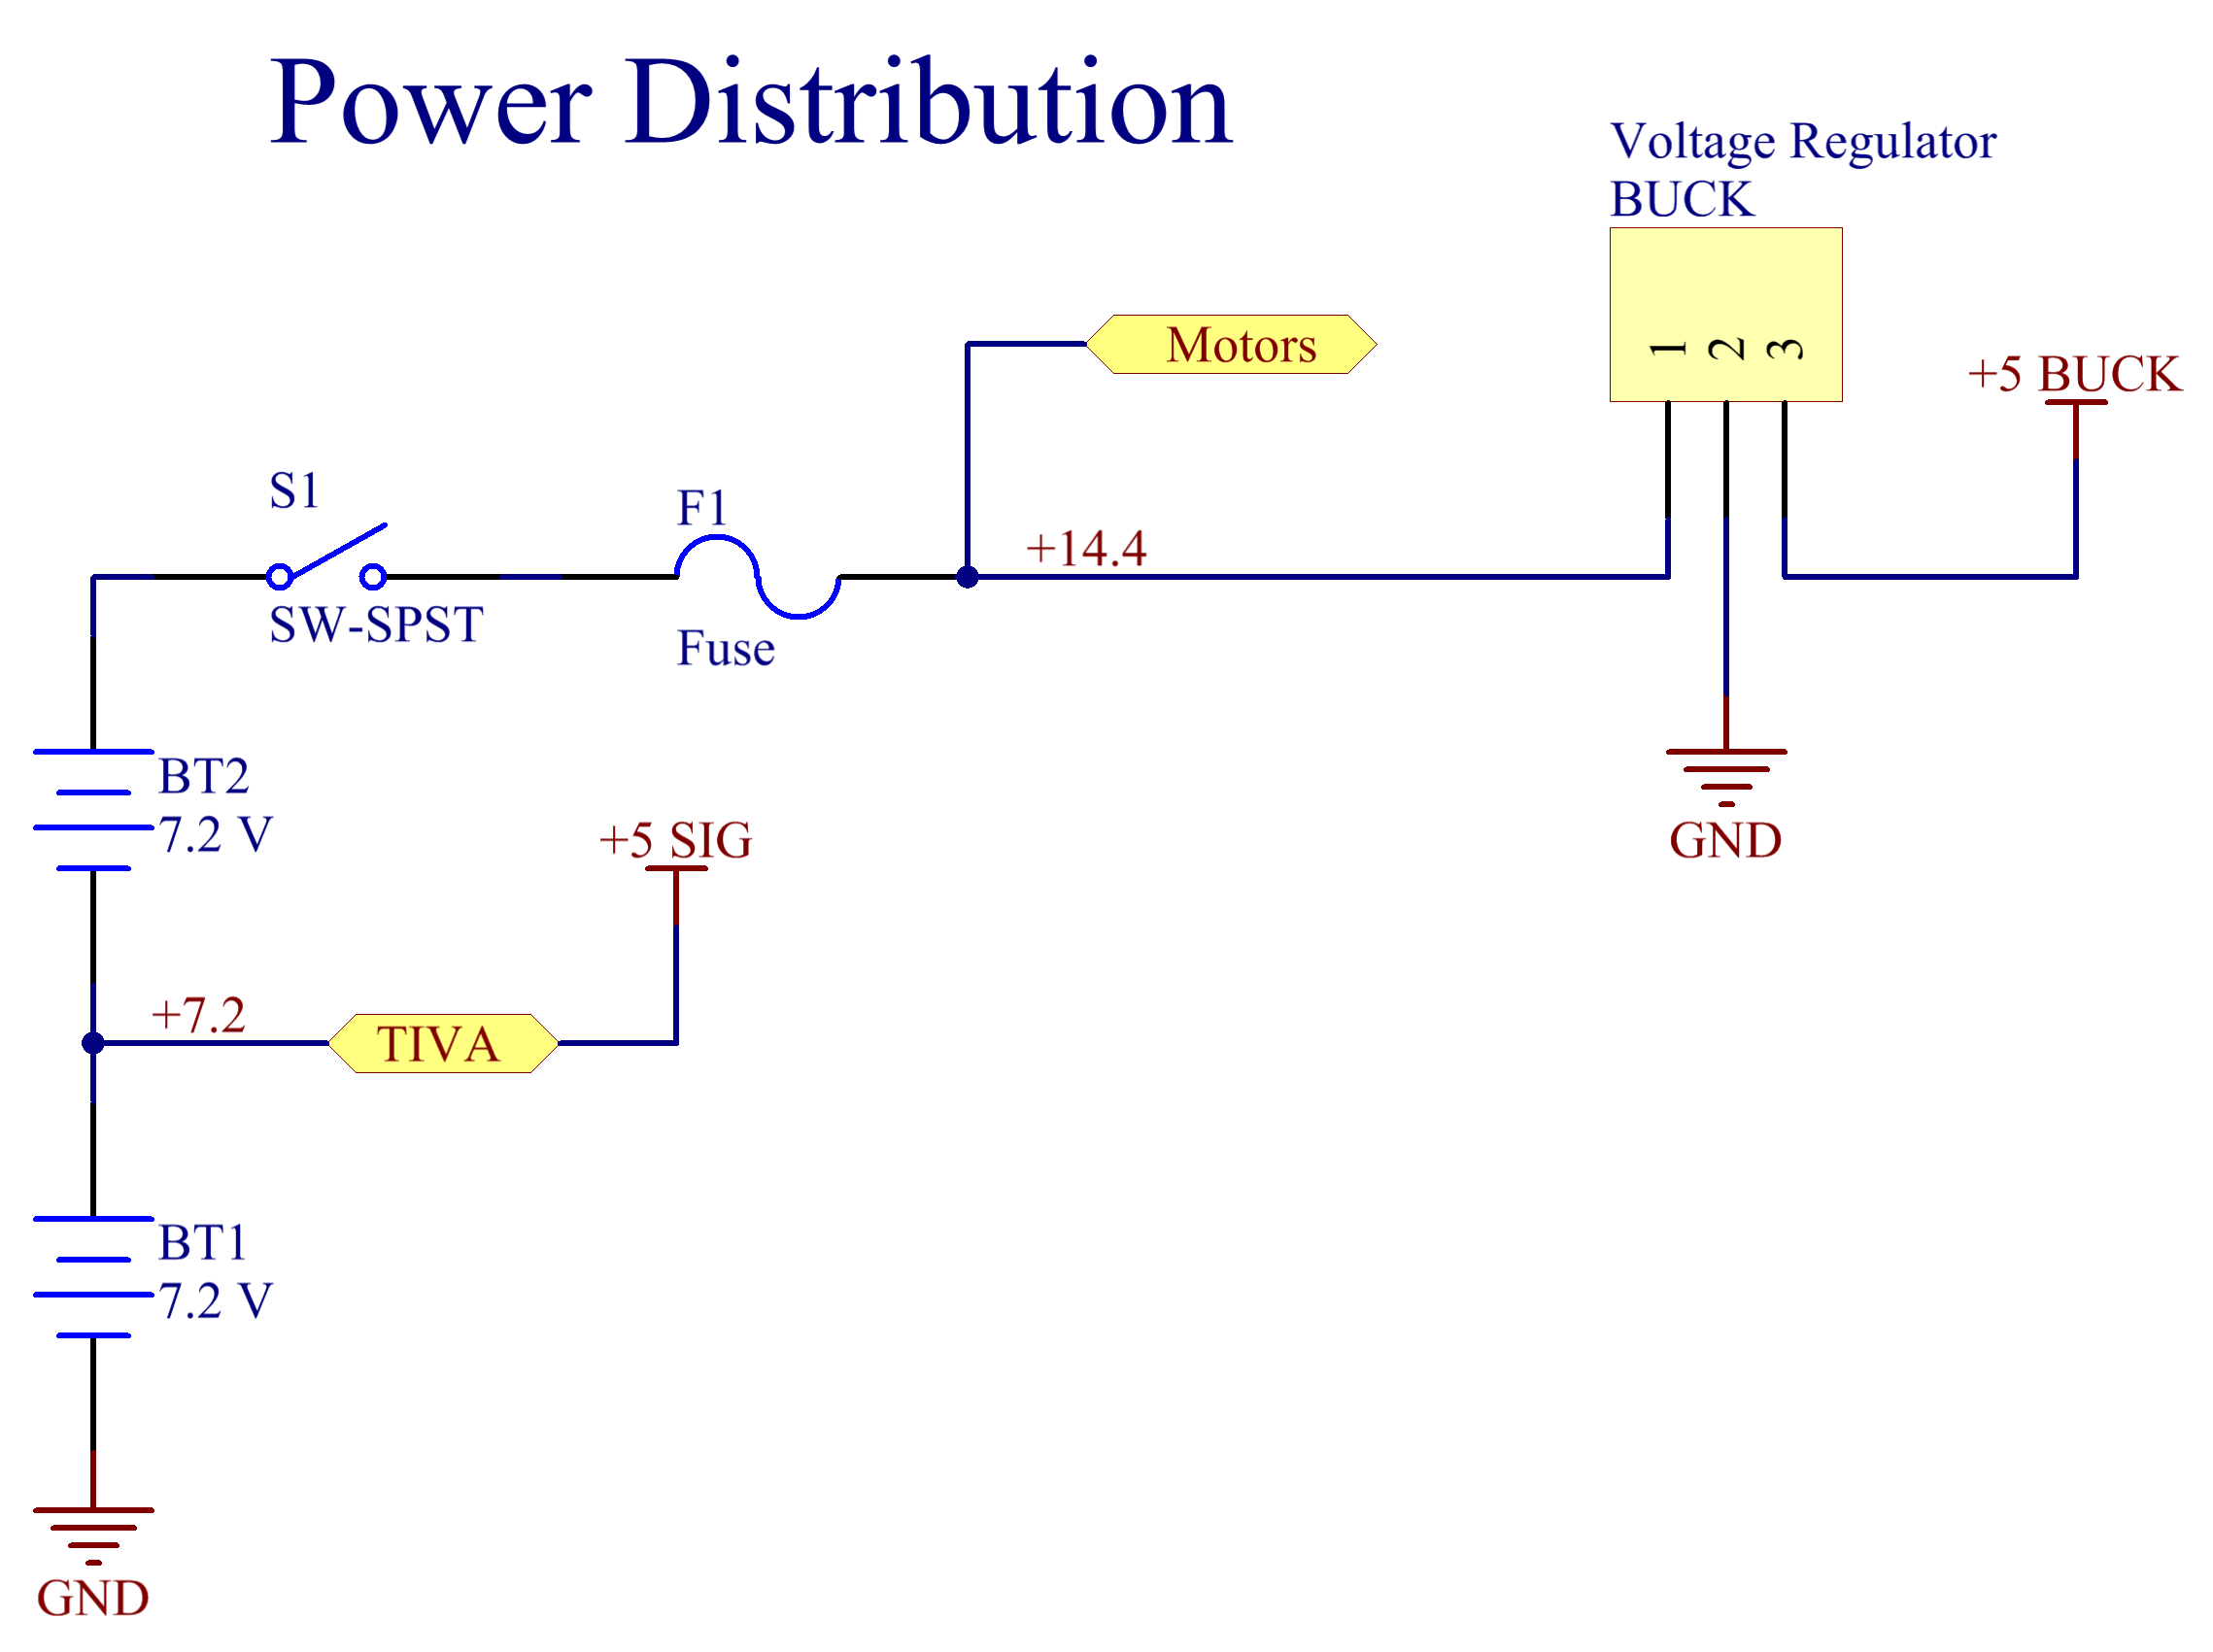 Power Distribution
Voltage Regulator
BUCK
1 2 3
Motors
+5 BUCK
S1
F1
+14.4
SW-SPST
Fuse
BT2
7.2 V
+5 SIG
GND
+7.2
TIVA
BT1
7.2 V
GND